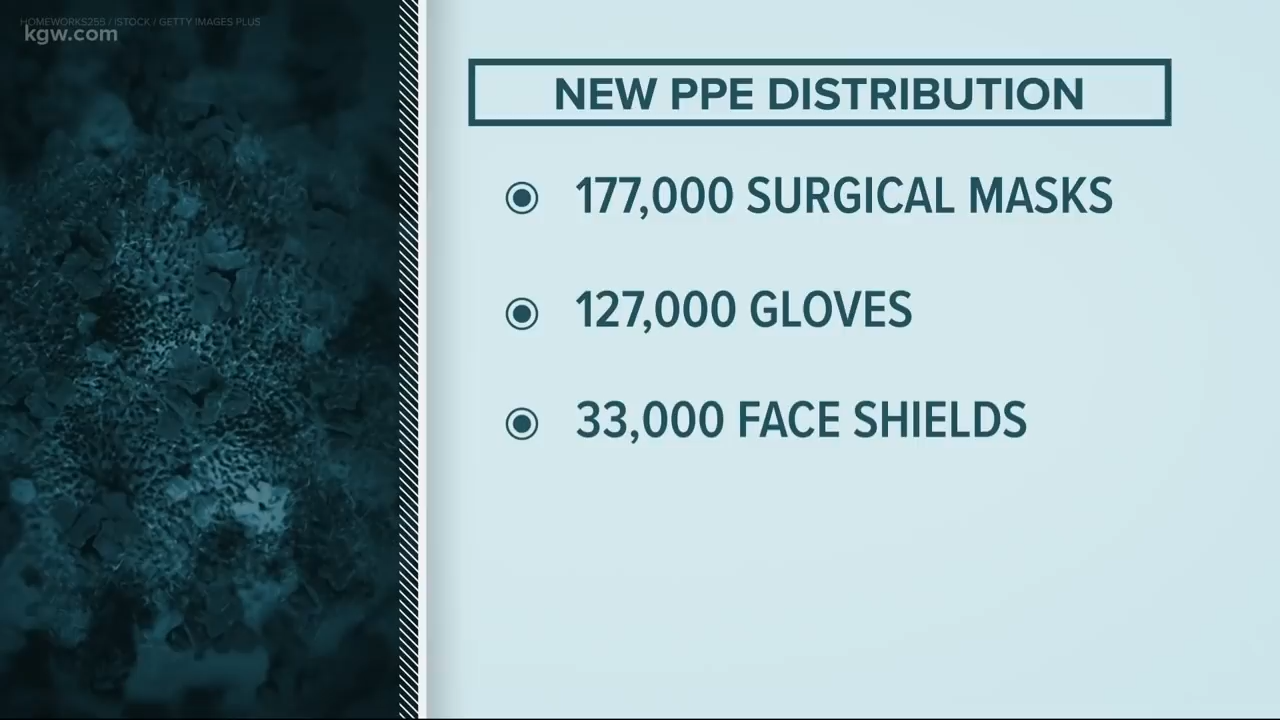 HOMEWORKS255 / ISTOCK / GETTY IMAGES PLUS
kgw.com
NEW PPE DISTRIBUTION
177,000 SURGICAL MASKS
127,000 GLOVES
33,000 FACE SHIELDS